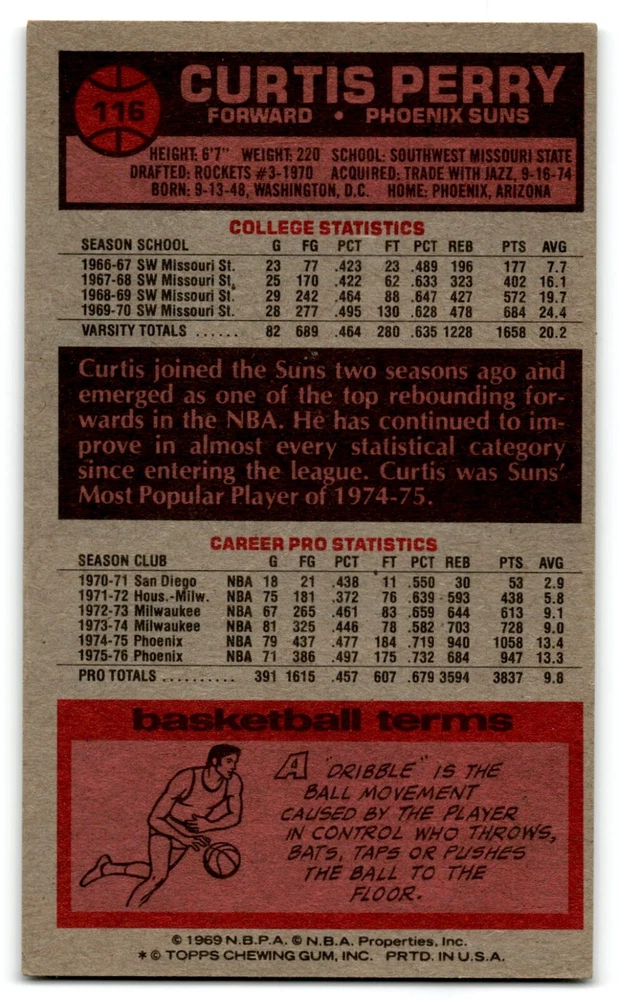 116
CURTIS PERRY
FORWARD • PHOENIX SUNS
HEIGHT: 6'7" WEIGHT: 220 SCHOOL: SOUTHWEST MISSOURI STATE
DRAFTED: ROCKETS #3-1970 ACQUIRED: TRADE WITH JAZZ, 9-16-74
BORN: 9-13-48, WASHINGTON, D.C. HOME: PHOENIX, ARIZONA
COLLEGE STATISTICS
SEASON SCHOOL G FG PCT FT PCT REB PTS AVG
1966-67 SW Missouri St. 23 77 .423 23 .489 196 177 7.7
1967-68 SW Missouri St. 25 170 .422 62 .633 323 402 16.1
1968-69 SW Missouri St. 29 242 .464 88 .647 427 572 19.7
1969-70 SW Missouri St. 28 277 .495 130 .628 478 684 24.4
VARSITY TOTALS ...... 82 689 .464 280 .635 1228 1658 20.2
Curtis joined the Suns two seasons ago and
emerged as one of the top rebounding for-
wards in the NBA. He has continued to im-
prove in almost every statistical category
since entering the league. Curtis was Suns'
Most Popular Player of 1974-75.
CAREER PRO STATISTICS
SEASON CLUB G FG PCT FT PCT REB PTS AVG
1970-71 San Diego NBA 18 21 .438 11 .550 30 53 2.9
1971-72 Hous.-Milw. NBA 75 181 .372 76 .639 593 438 5.8
1972-73 Milwaukee NBA 67 265 .461 83 .659 644 613 9.1
1973-74 Milwaukee NBA 81 325 .446 78 .582 703 728 9.0
1974-75 Phoenix NBA 79 437 .477 184 .719 940 1058 13.4
1975-76 Phoenix NBA 71 386 .497 175 .732 684 947 13.3
PRO TOTALS .......... 391 1615 .457 607 .679 3594 3837 9.8
basketball terms
A "DRIBBLE" IS THE
BALL MOVEMENT
CAUSED BY THE PLAYER
IN CONTROL WHO THROWS,
BATS, TAPS OR PUSHES
THE BALL TO THE
FLOOR.
© 1969 N.B.P.A. © N.B.A. Properties, Inc.
* © TOPPS CHEWING GUM, INC. PRTD. IN U.S.A.